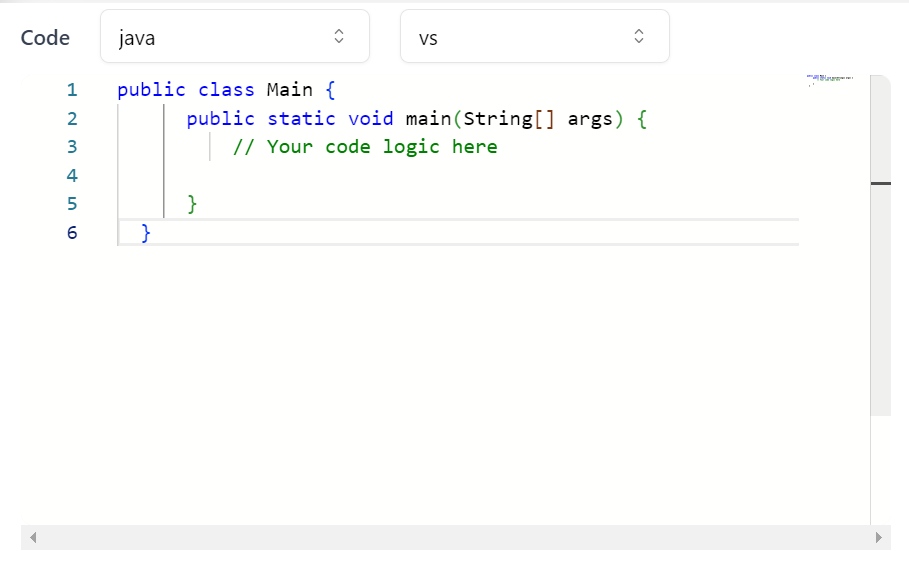 Code java vs
1 public class Main {
2 public static void main(String[] args) {
3 // Your code logic here
4
5 }
6 }